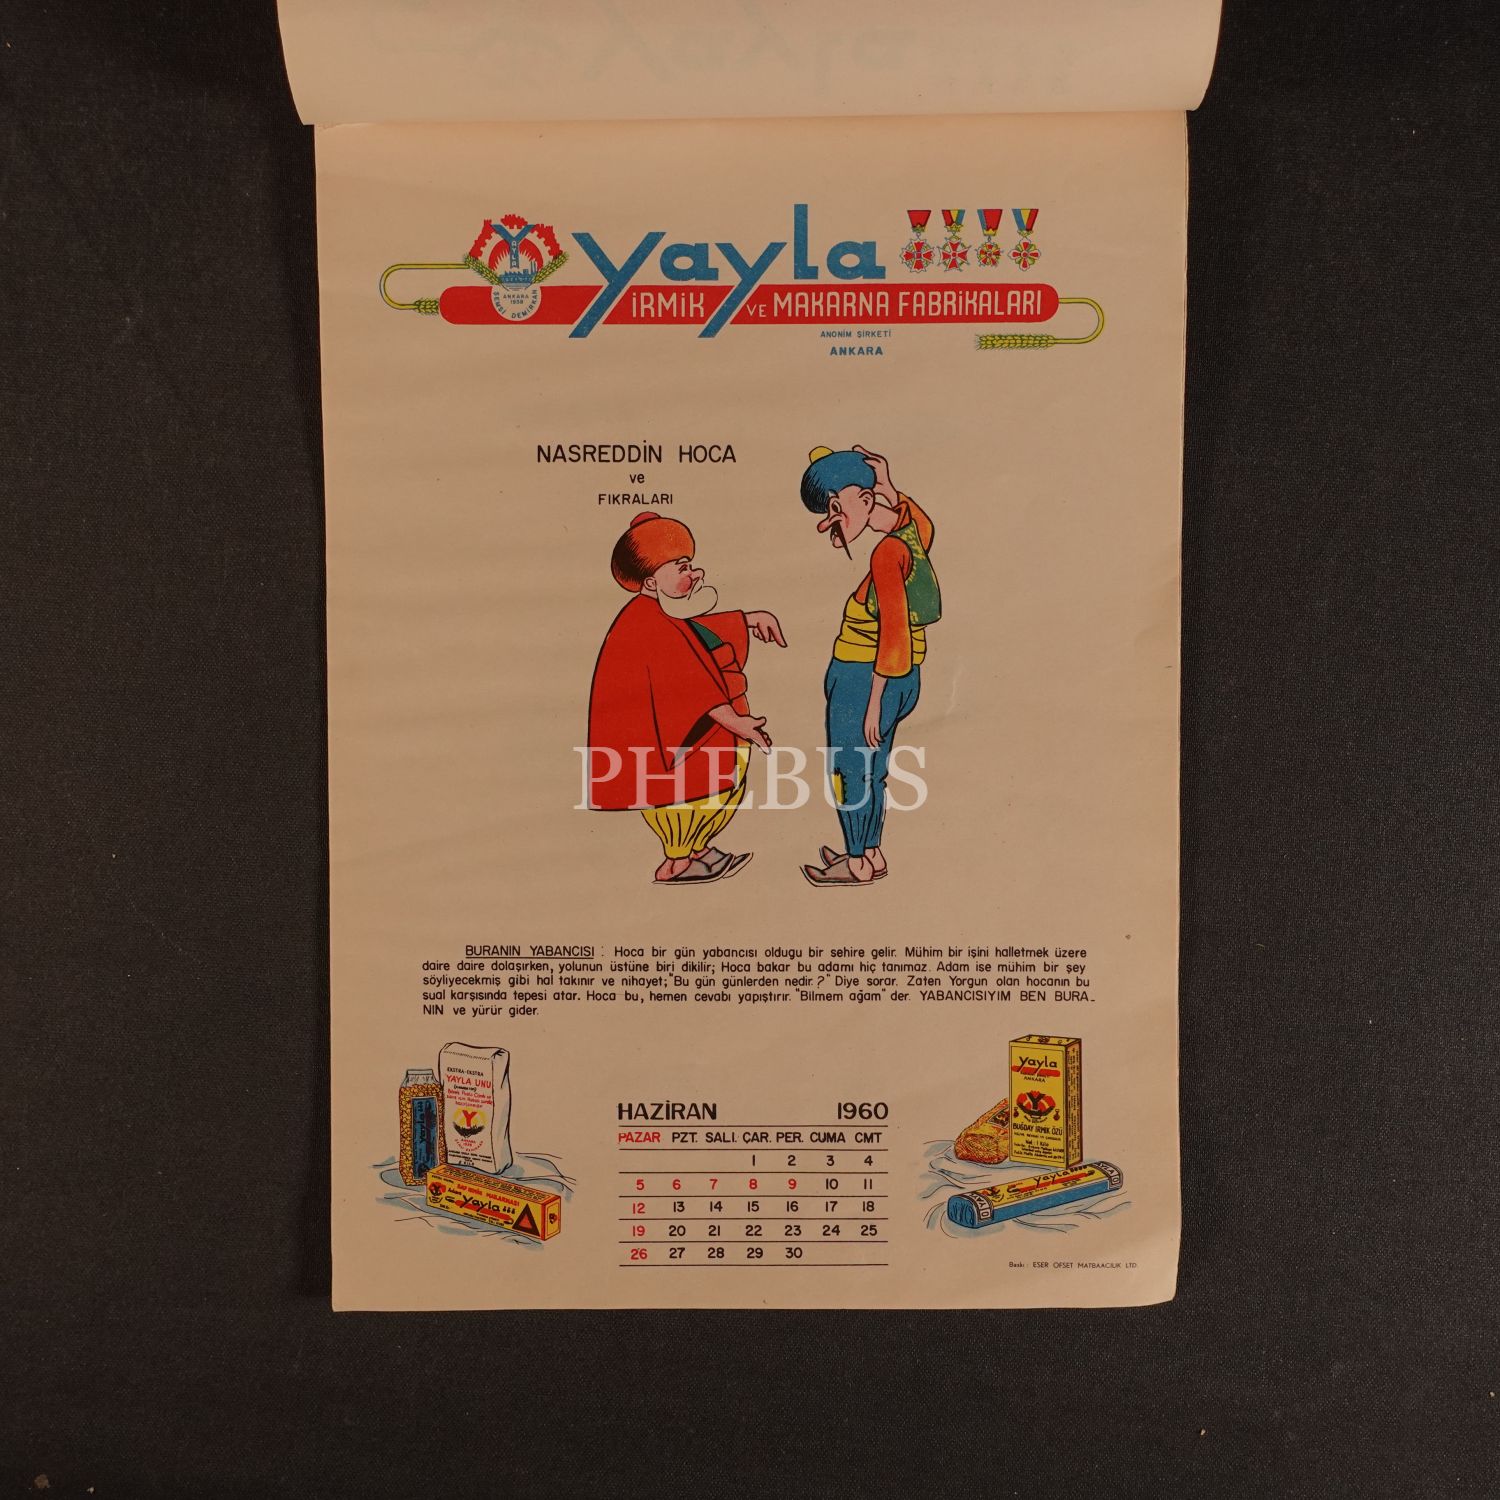 yayla
İRMİK VE MAKARNA FABRİKALARI
ANONİM ŞİRKETİ
ANKARA
YAYLA
ANKARA
1938
ŞEMSİ DEMİRKAN
NASREDDİN HOCA
ve
FIKRALARI
PHEBUS
BURANIN YABANCISI : Hoca bir gün yabancısı oldugu bir sehire gelir. Mühim bir işini halletmek üzere
daire daire dolaşırken, yolunun üstüne biri dikilir; Hoca bakar bu adamı hiç tanımaz. Adam ise mühim bir şey
söyliyecekmiş gibi hal takınır ve nihayet; "Bu gün günlerden nedir.?" Diye sorar. Zaten Yorgun olan hocanın bu
sual karşısında tepesi atar. Hoca bu, hemen cevabı yapıştırır. "Bilmem ağam" der. YABANCISIYIM BEN BURA_
NIN ve yürür gider.
EKSTRA-EKSTRA
YAYLA UNU
yayla
yayla
yayla
ANKARA
BUĞDAY İRMİK ÖZÜ
yayla
HAZİRAN 1960
PAZAR PZT. SALI. ÇAR. PER. CUMA CMT
1 2 3 4
5 6 7 8 9 10 11
12 13 14 15 16 17 18
19 20 21 22 23 24 25
26 27 28 29 30
Baskı : ESER OFSET MATBAACILIK LTD.